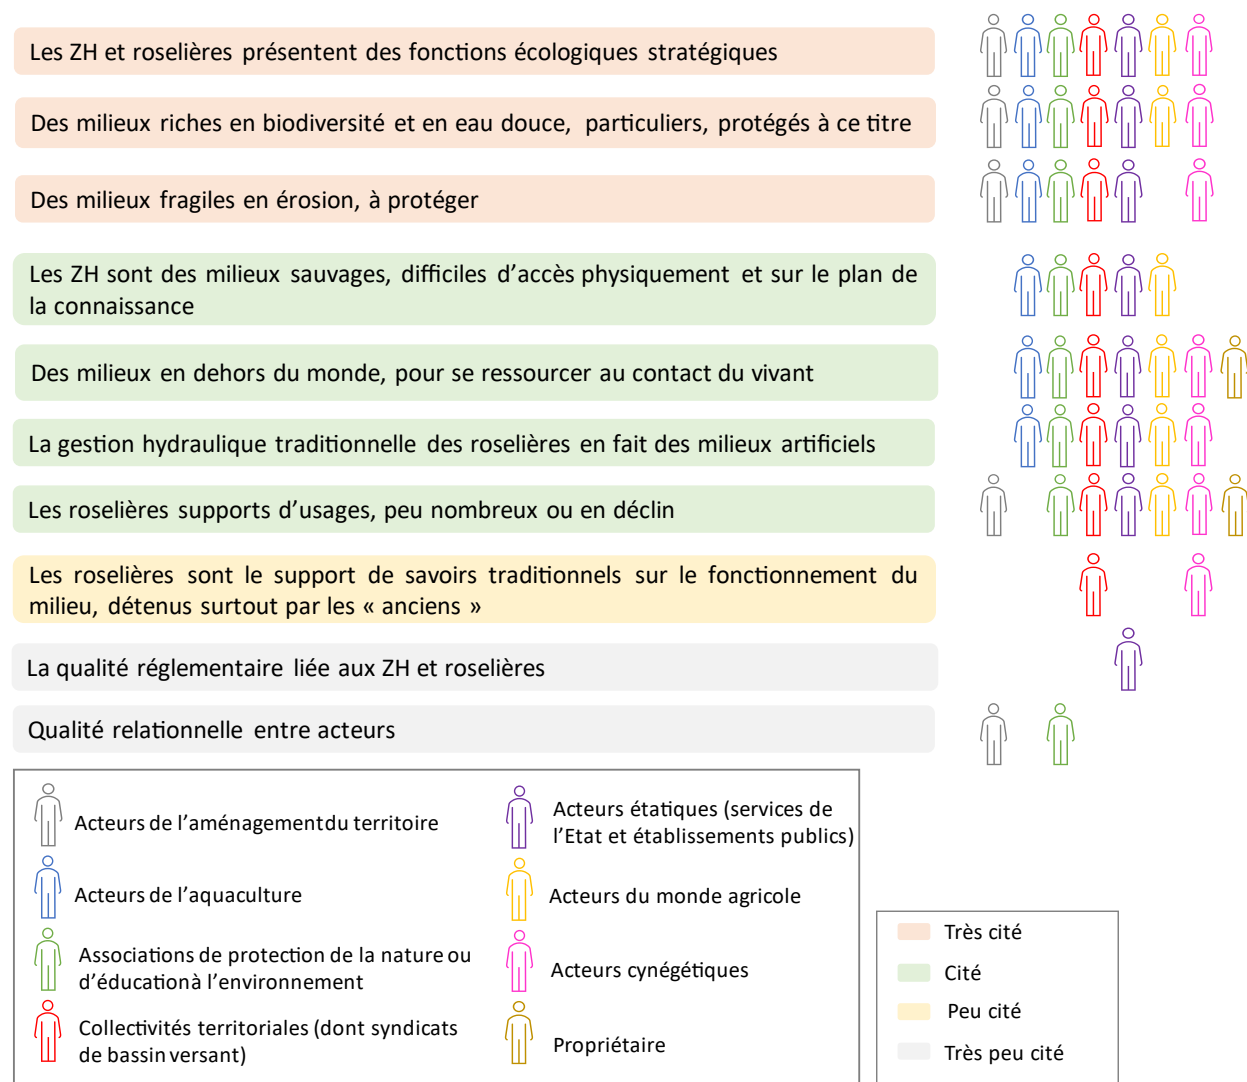 Les ZH et roselières présentent des fonctions écologiques stratégiques
Des milieux riches en biodiversité et en eau douce, particuliers, protégés à ce titre
Des milieux fragiles en érosion, à protéger
Les ZH sont des milieux sauvages, difficiles d’accès physiquement et sur le plan de
la connaissance
Des milieux en dehors du monde, pour se ressourcer au contact du vivant
La gestion hydraulique traditionnelle des roselières en fait des milieux artificiels
Les roselières supports d’usages, peu nombreux ou en déclin
Les roselières sont le support de savoirs traditionnels sur le fonctionnement du
milieu, détenus surtout par les « anciens »
La qualité réglementaire liée aux ZH et roselières
Qualité relationnelle entre acteurs
Acteurs de l’aménagement du territoire
Acteurs de l’aquaculture
Associations de protection de la nature ou
d’éducation à l’environnement
Collectivités territoriales (dont syndicats
de bassin versant)
Acteurs étatiques (services de
l’Etat et établissements publics)
Acteurs du monde agricole
Acteurs cynégétiques
Propriétaire
Très cité
Cité
Peu cité
Très peu cité